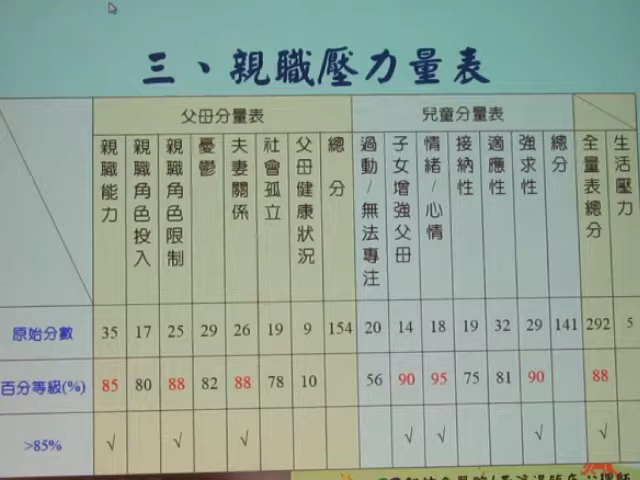 三、親職壓力量表
父母分量表 兒童分量表
親職能力 親職角色投入 親職角色限制 憂鬱 夫妻關係 社會孤立 父母健康狀況 總分 過動/無法專注 子女增強父母 情緒/心情 接納性 適應性 強求性 總分 全量表總分 生活壓力
原始分數 35 17 25 29 26 19 9 154 20 14 18 19 32 29 141 292 5
百分等級(%) 85 80 88 82 88 78 10 56 90 95 75 81 90 88
>85% √ √ √ √ √ √ √